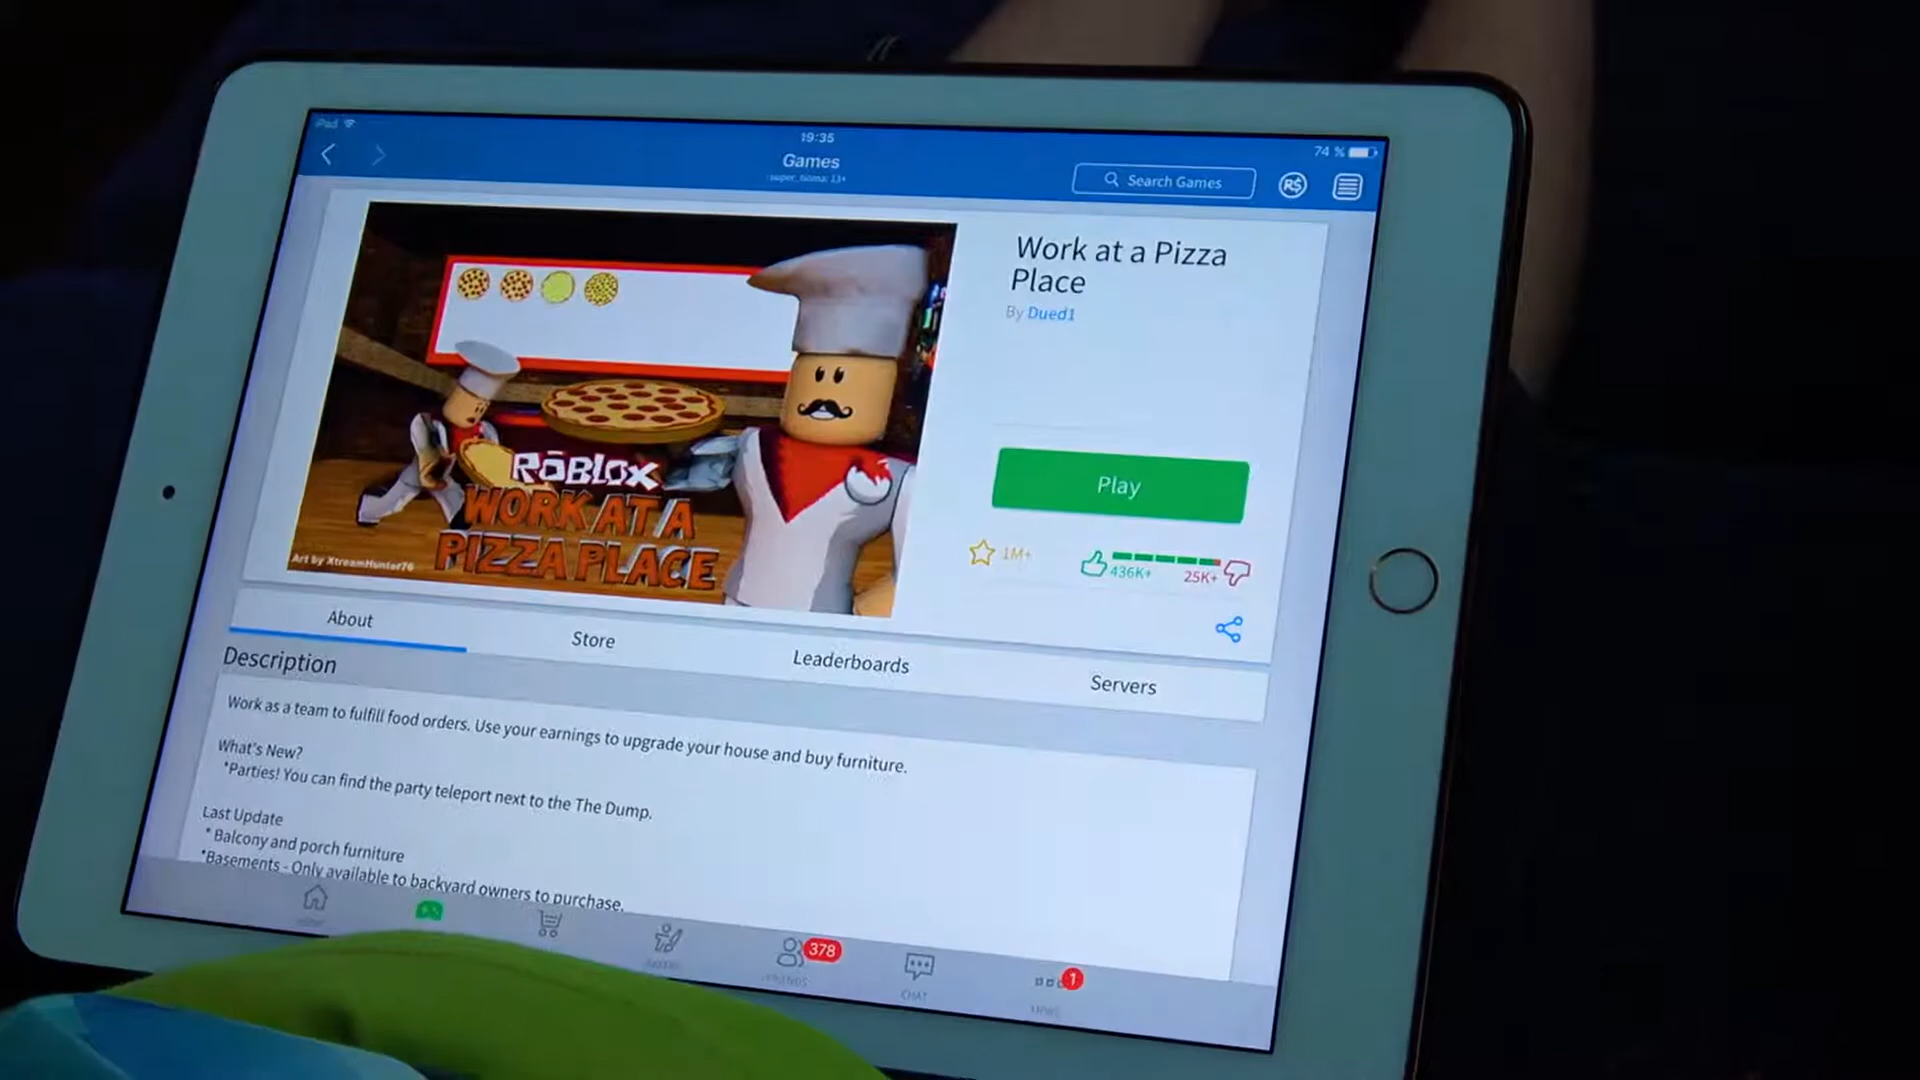 iPad
19:35
74 %
Games
Search Games
R$
Work at a Pizza
Place
By Dued1
ROBLOX
WORK AT A
PIZZA PLACE
Art by XtreamHunter76
Play
1M+
436K+
25K+
About
Store
Leaderboards
Servers
Description
Work as a team to fulfill food orders. Use your earnings to upgrade your house and buy furniture.
What's New?
*Parties! You can find the party teleport next to the The Dump.
Last Update
* Balcony and porch furniture
*Basements - Only available to backyard owners to purchase.
378
1
FRIENDS
CHAT
MORE